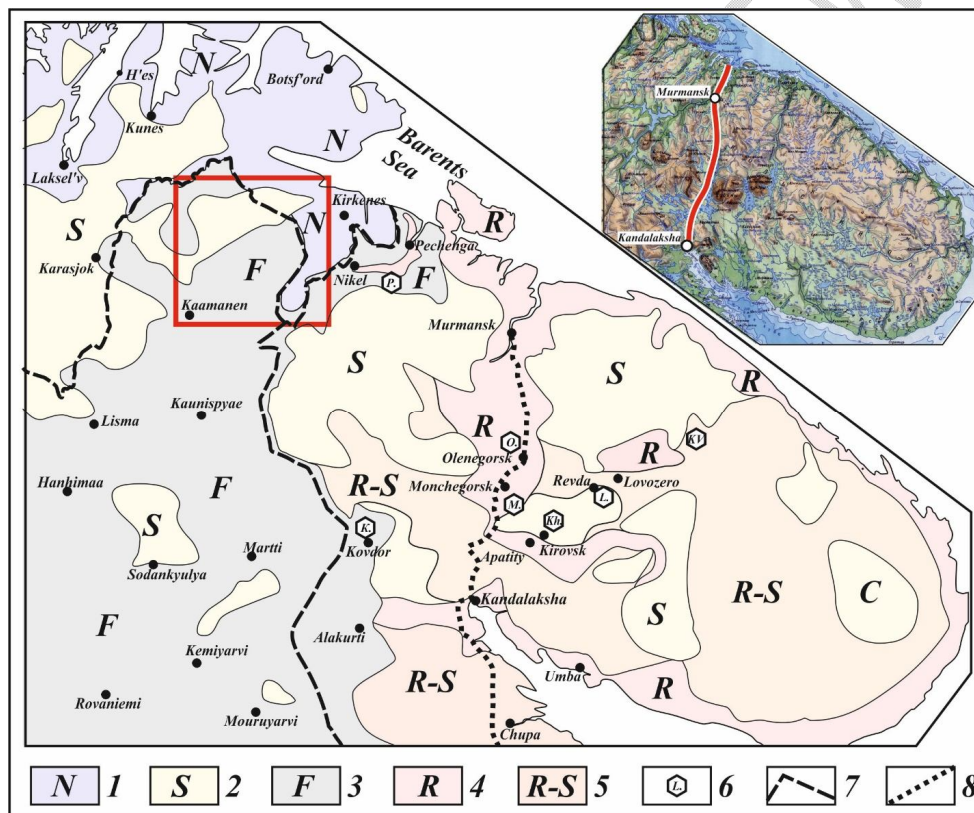 N
H'es
Botsf'ord
Kunes
N
Barents
Sea
Laksel'v
Murmansk
Kandalaksha
S
N
Kirkenes
R
Karasjok
F
Pechenga
Nikel
F
P.
Kaamanen
Murmansk
S
S
R
Lisma
Kaunispyae
R
O.
KV.
Olenegorsk
R
Hanhimaa
F
R-S
Monchegorsk
Revda
Lovozero
L.
M.
S
K.
Kh.
Martti
Kovdor
Apatity
Kirovsk
Sodankyulya
R-S
C
Kandalaksha
S
F
Alakurti
Kemiyarvi
Umba
Rovaniemi
R-S
R
Mouruyarvi
Chupa
N 1 S 2 F 3 R 4 R-S 5 L. 6 7 8